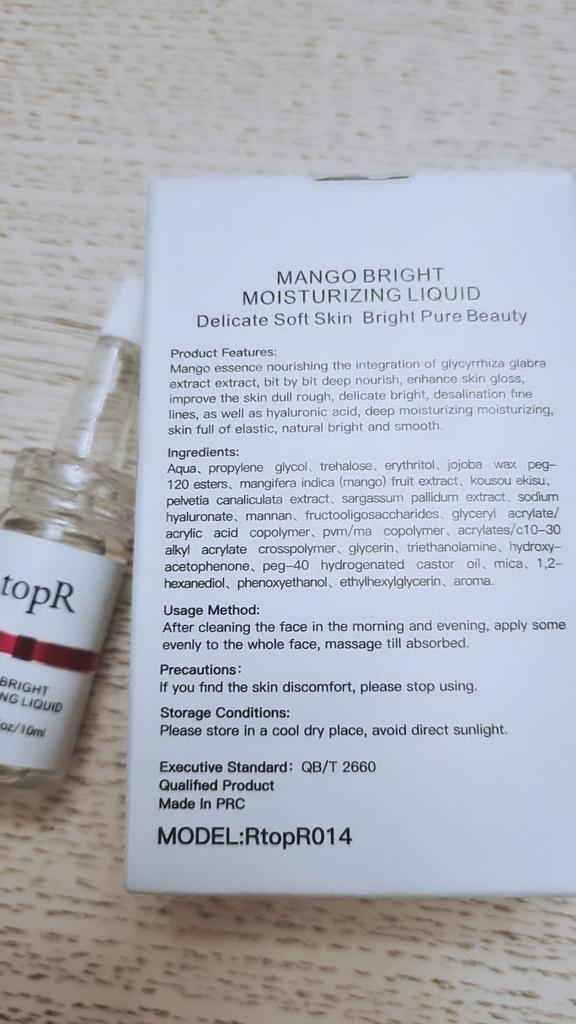 MANGO BRIGHT
MOISTURIZING LIQUID
Delicate Soft Skin Bright Pure Beauty
Product Features:
Mango essence nourishing the integration of glycyrrhiza glabra
extract extract, bit by bit deep nourish, enhance skin gloss,
improve the skin dull rough, delicate bright, desalination fine
lines, as well as hyaluronic acid, deep moisturizing moisturizing,
skin full of elastic, natural bright and smooth.
Ingredients:
Aqua、propylene glycol、trehalose、erythritol、jojoba wax peg-
120 esters、mangifera indica (mango) fruit extract、kousou ekisu、
pelvetia canaliculata extract、sargassum pallidum extract、sodium
hyaluronate、mannan、fructooligosaccharides、glyceryl acrylate/
acrylic acid copolymer、pvm/ma copolymer、acrylates/c10-30
alkyl acrylate crosspolymer、glycerin、triethanolamine、hydroxy-
acetophenone、peg-40 hydrogenated castor oil、mica、1,2-
hexanediol、phenoxyethanol、ethylhexylglycerin、aroma.
Usage Method:
After cleaning the face in the morning and evening, apply some
evenly to the whole face, massage till absorbed.
Precautions:
If you find the skin discomfort, please stop using.
Storage Conditions:
Please store in a cool dry place, avoid direct sunlight.
Executive Standard: QB/T 2660
Qualified Product
Made In PRC
MODEL:RtopR014
topR
BRIGHT
NG LIQUID
oz/10ml